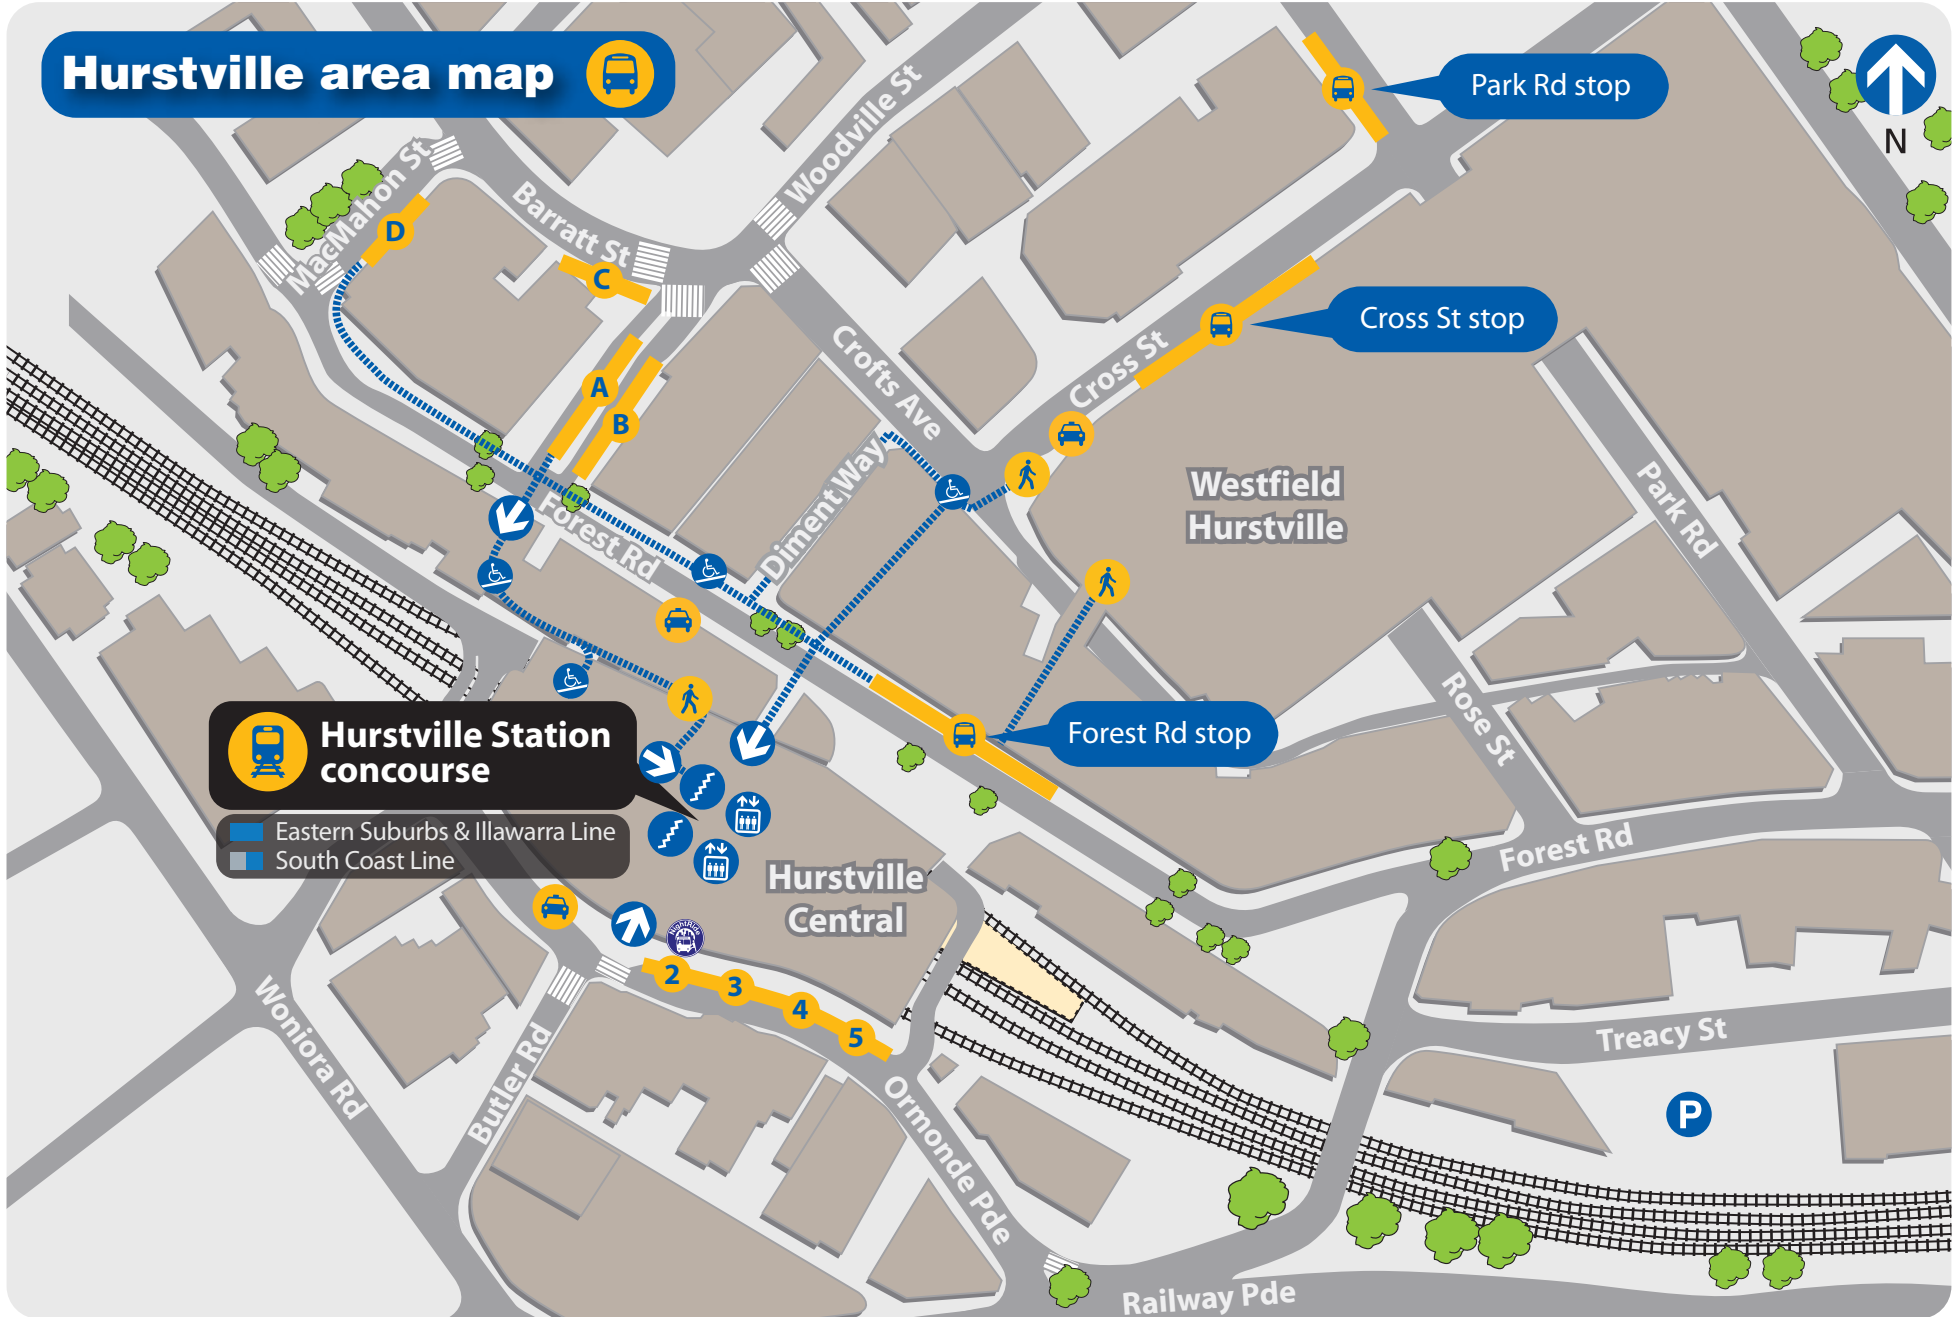 Hurstville area map
Park Rd stop
N
Woodville St
MacMahon St
Barratt St
D
C
Cross St stop
Crofts Ave
Cross St
A
B
Diment Way
Westfield
Hurstville
Park Rd
Forest Rd
Rose St
Forest Rd stop
Hurstville Station
concourse
Eastern Suburbs & Illawarra Line
South Coast Line
Forest Rd
Hurstville
Central
NightRide
2
3
4
5
Woniora Rd
Butler Rd
Ormonde Pde
Treacy St
P
Railway Pde